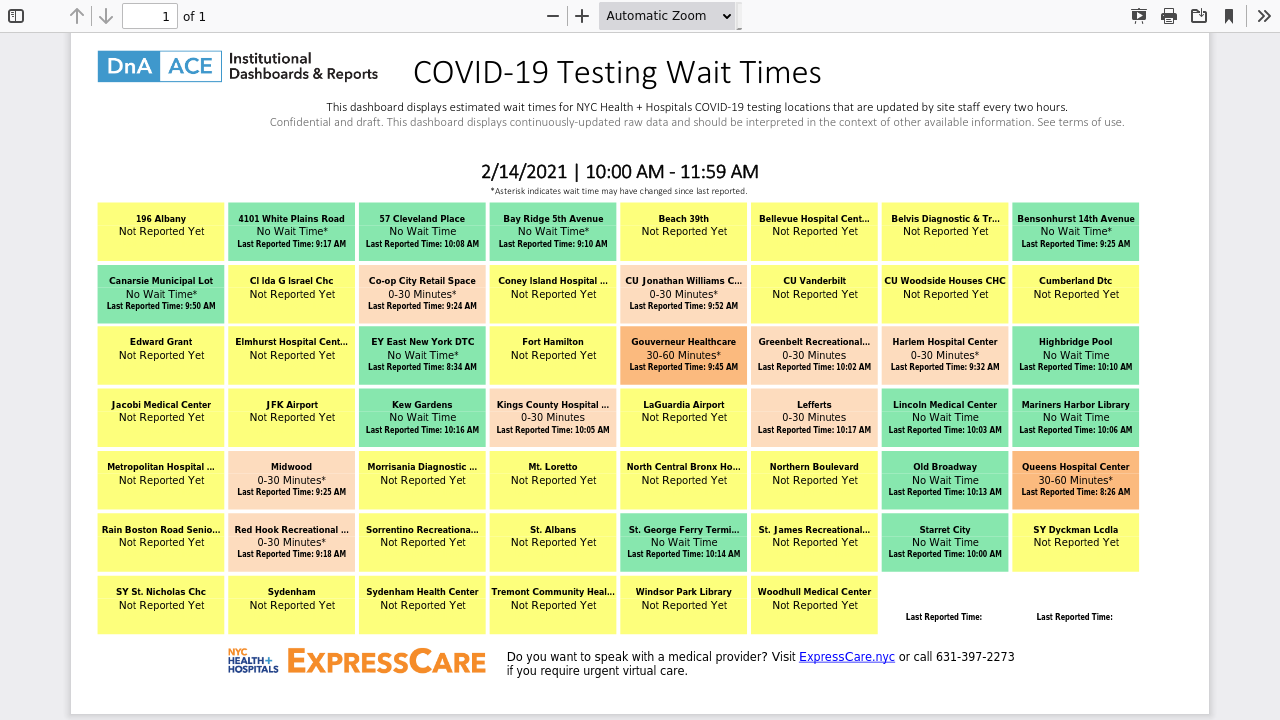 1 of 1 Automatic Zoom
DnA ACE Institutional
Dashboards & Reports
COVID-19 Testing Wait Times
This dashboard displays estimated wait times for NYC Health + Hospitals COVID-19 testing locations that are updated by site staff every two hours.
Confidential and draft. This dashboard displays continuously-updated raw data and should be interpreted in the context of other available information. See terms of use.
2/14/2021 | 10:00 AM - 11:59 AM
*Asterisk indicates wait time may have changed since last reported.
196 Albany
Not Reported Yet
4101 White Plains Road
No Wait Time*
Last Reported Time: 9:17 AM
57 Cleveland Place
No Wait Time
Last Reported Time: 10:08 AM
Bay Ridge 5th Avenue
No Wait Time*
Last Reported Time: 9:10 AM
Beach 39th
Not Reported Yet
Bellevue Hospital Cent...
Not Reported Yet
Belvis Diagnostic & Tr...
Not Reported Yet
Bensonhurst 14th Avenue
No Wait Time*
Last Reported Time: 9:25 AM
Canarsie Municipal Lot
No Wait Time*
Last Reported Time: 9:50 AM
CI Ida G Israel Chc
Not Reported Yet
Co-op City Retail Space
0-30 Minutes*
Last Reported Time: 9:24 AM
Coney Island Hospital ...
Not Reported Yet
CU Jonathan Williams C...
0-30 Minutes*
Last Reported Time: 9:52 AM
CU Vanderbilt
Not Reported Yet
CU Woodside Houses CHC
Not Reported Yet
Cumberland Dtc
Not Reported Yet
Edward Grant
Not Reported Yet
Elmhurst Hospital Cent...
Not Reported Yet
EY East New York DTC
No Wait Time*
Last Reported Time: 8:34 AM
Fort Hamilton
Not Reported Yet
Gouverneur Healthcare
30-60 Minutes*
Last Reported Time: 9:45 AM
Greenbelt Recreational...
0-30 Minutes
Last Reported Time: 10:02 AM
Harlem Hospital Center
0-30 Minutes*
Last Reported Time: 9:32 AM
Highbridge Pool
No Wait Time
Last Reported Time: 10:10 AM
Jacobi Medical Center
Not Reported Yet
JFK Airport
Not Reported Yet
Kew Gardens
No Wait Time
Last Reported Time: 10:16 AM
Kings County Hospital ...
0-30 Minutes
Last Reported Time: 10:05 AM
LaGuardia Airport
Not Reported Yet
Lefferts
0-30 Minutes
Last Reported Time: 10:17 AM
Lincoln Medical Center
No Wait Time
Last Reported Time: 10:03 AM
Mariners Harbor Library
No Wait Time
Last Reported Time: 10:06 AM
Metropolitan Hospital ...
Not Reported Yet
Midwood
0-30 Minutes*
Last Reported Time: 9:25 AM
Morrisania Diagnostic ...
Not Reported Yet
Mt. Loretto
Not Reported Yet
North Central Bronx Ho...
Not Reported Yet
Northern Boulevard
Not Reported Yet
Old Broadway
No Wait Time
Last Reported Time: 10:13 AM
Queens Hospital Center
30-60 Minutes*
Last Reported Time: 8:26 AM
Rain Boston Road Senio...
Not Reported Yet
Red Hook Recreational ...
0-30 Minutes*
Last Reported Time: 9:18 AM
Sorrentino Recreationa...
Not Reported Yet
St. Albans
Not Reported Yet
St. George Ferry Termi...
No Wait Time
Last Reported Time: 10:14 AM
St. James Recreational...
Not Reported Yet
Starret City
No Wait Time
Last Reported Time: 10:00 AM
SY Dyckman Lcdla
Not Reported Yet
SY St. Nicholas Chc
Not Reported Yet
Sydenham
Not Reported Yet
Sydenham Health Center
Not Reported Yet
Tremont Community Heal...
Not Reported Yet
Windsor Park Library
Not Reported Yet
Woodhull Medical Center
Not Reported Yet
Last Reported Time:
Last Reported Time:
NYC
HEALTH+
HOSPITALS
EXPRESSCARE
Do you want to speak with a medical provider? Visit ExpressCare.nyc or call 631-397-2273
if you require urgent virtual care.